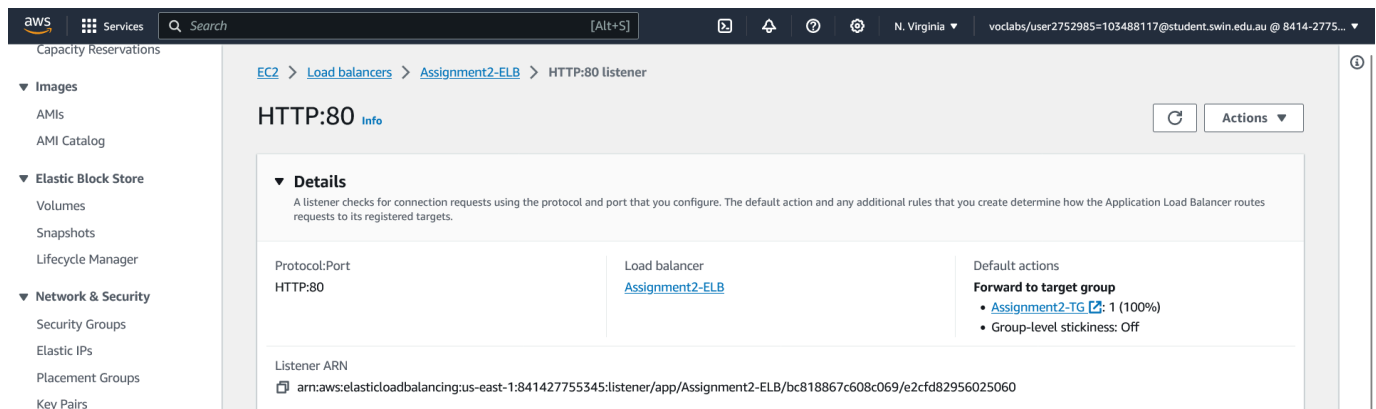 aws
Services
Search
[Alt+S]
N. Virginia
voclabs/user2752985=103488117@student.swin.edu.au @ 8414-2775...
Capacity Reservations
Images
AMIs
AMI Catalog
Elastic Block Store
Volumes
Snapshots
Lifecycle Manager
Network & Security
Security Groups
Elastic IPs
Placement Groups
Key Pairs
EC2 > Load balancers > Assignment2-ELB > HTTP:80 listener
HTTP:80 Info
Actions
Details
A listener checks for connection requests using the protocol and port that you configure. The default action and any additional rules that you create determine how the Application Load Balancer routes
requests to its registered targets.
Protocol:Port
HTTP:80
Load balancer
Assignment2-ELB
Default actions
Forward to target group
• Assignment2-TG : 1 (100%)
• Group-level stickiness: Off
Listener ARN
arn:aws:elasticloadbalancing:us-east-1:841427755345:listener/app/Assignment2-ELB/bc818867c608c069/e2cfd82956025060